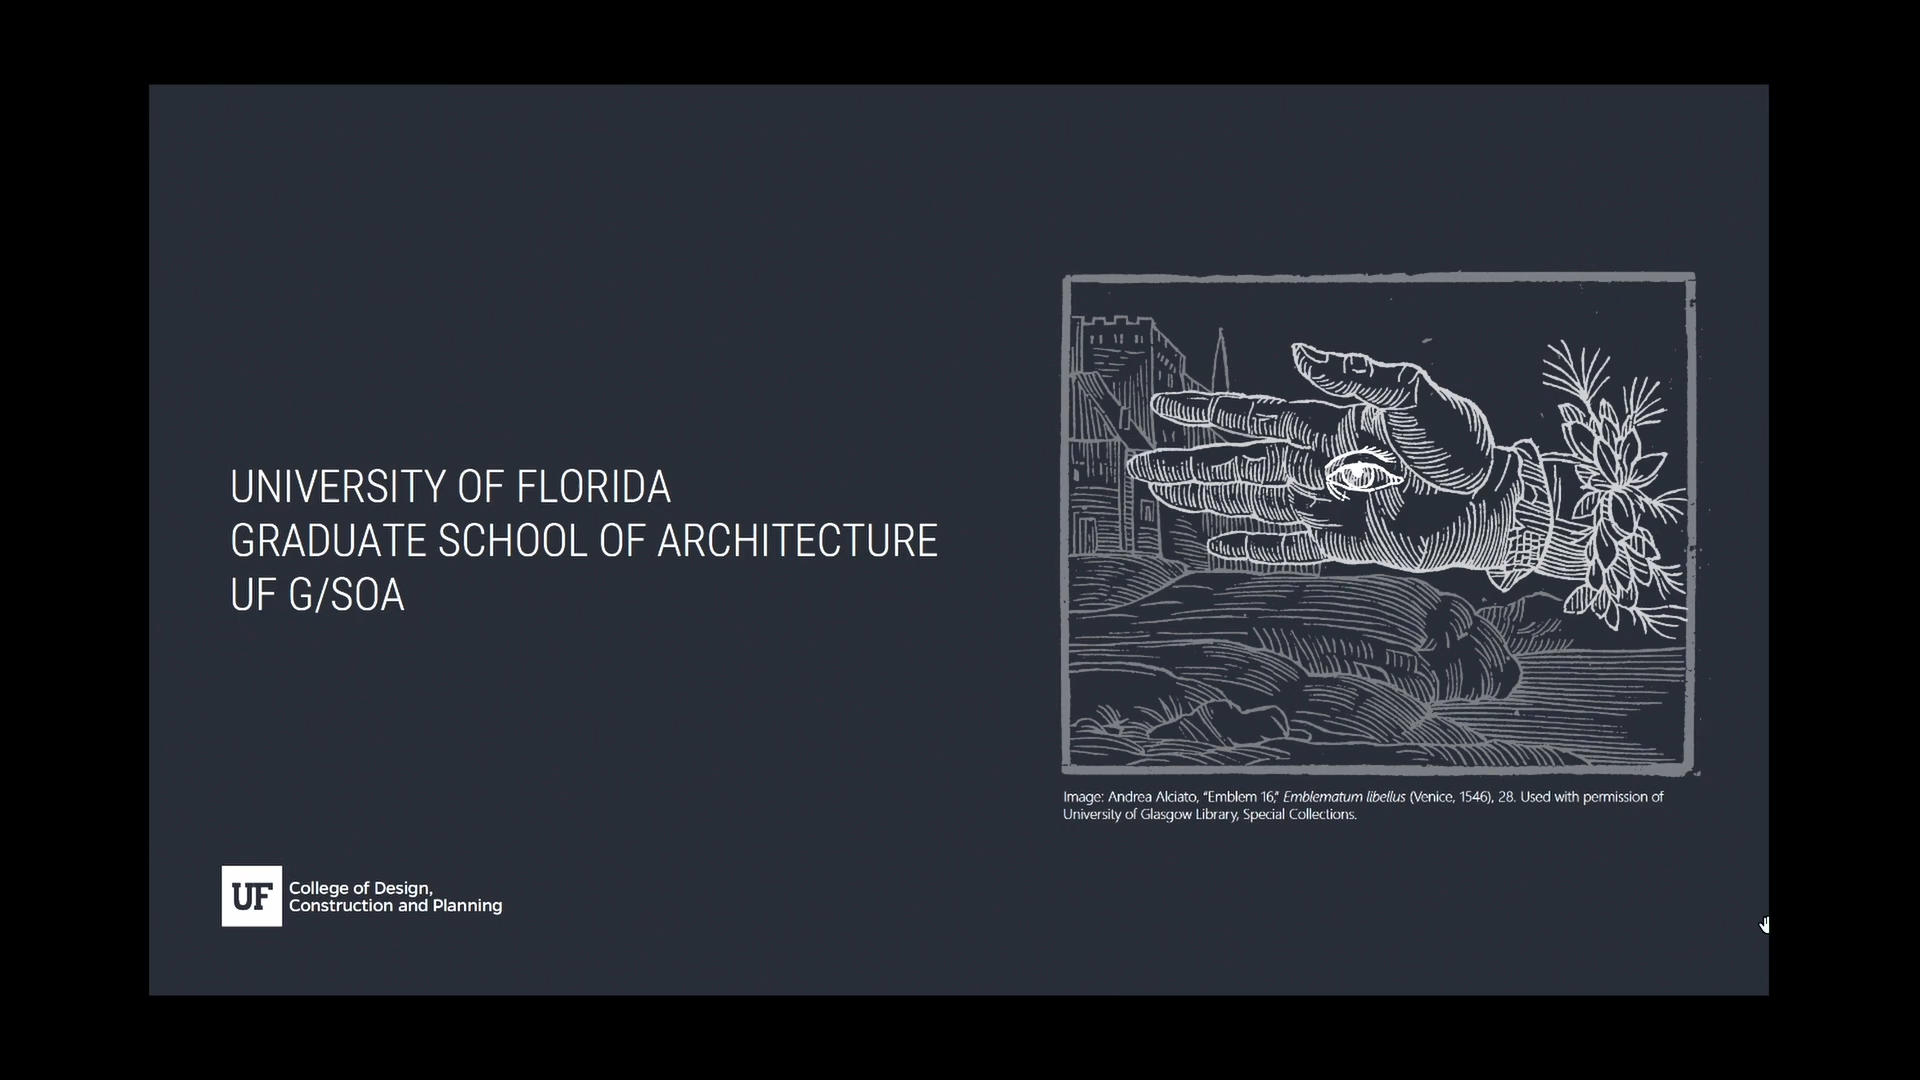 UNIVERSITY OF FLORIDA
GRADUATE SCHOOL OF ARCHITECTURE
UF G/SOA
Image: Andrea Alciato, “Emblem 16,” Emblematum libellus (Venice, 1546), 28. Used with permission of
University of Glasgow Library, Special Collections.
UF
College of Design,
Construction and Planning